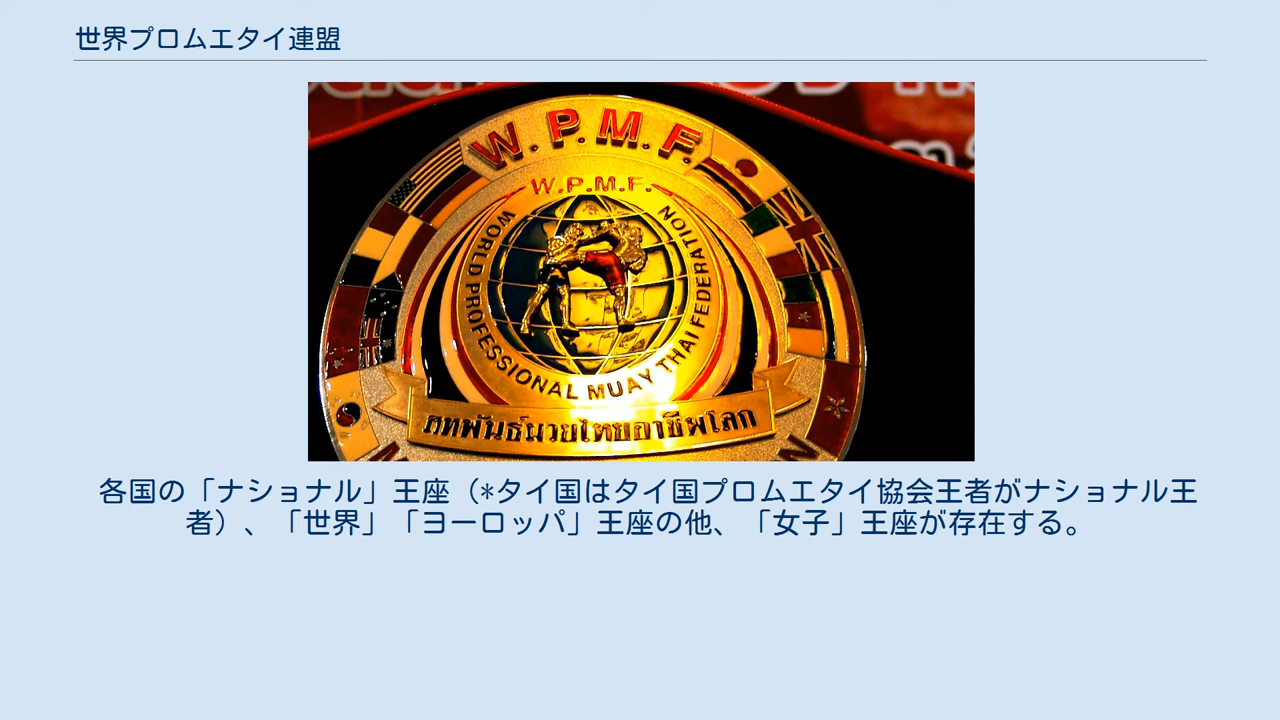 世界プロムエタイ連盟
W.P.M.F.
W.P.M.F.
WORLD PROFESSIONAL MUAY THAI FEDERATION
สหพันธ์มวยไทยอาชีพโลก
各国の「ナショナル」王座（*タイ国はタイ国プロムエタイ協会王者がナショナル王
者）、「世界」「ヨーロッパ」王座の他、「女子」王座が存在する。